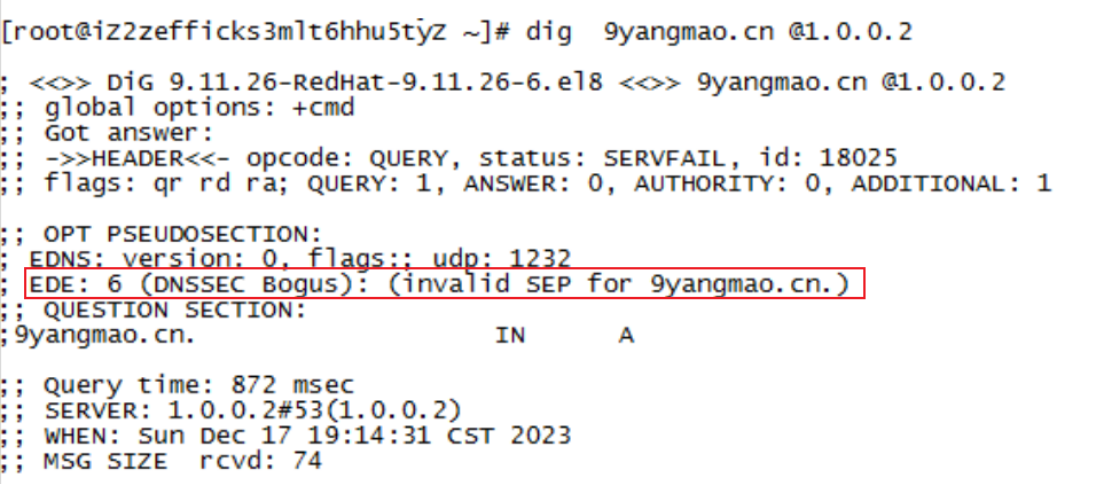 [root@iZ2zefficks3mlt6hhu5tyZ ~]# dig  9yangmao.cn @1.0.0.2
; <<>> DiG 9.11.26-RedHat-9.11.26-6.el8 <<>> 9yangmao.cn @1.0.0.2
;; global options: +cmd
;; Got answer:
;; ->>HEADER<<- opcode: QUERY, status: SERVFAIL, id: 18025
;; flags: qr rd ra; QUERY: 1, ANSWER: 0, AUTHORITY: 0, ADDITIONAL: 1
;; OPT PSEUDOSECTION:
; EDNS: version: 0, flags:; udp: 1232
; EDE: 6 (DNSSEC Bogus): (invalid SEP for 9yangmao.cn.)
;; QUESTION SECTION:
;9yangmao.cn. IN A
;; Query time: 872 msec
;; SERVER: 1.0.0.2#53(1.0.0.2)
;; WHEN: Sun Dec 17 19:14:31 CST 2023
;; MSG SIZE  rcvd: 74